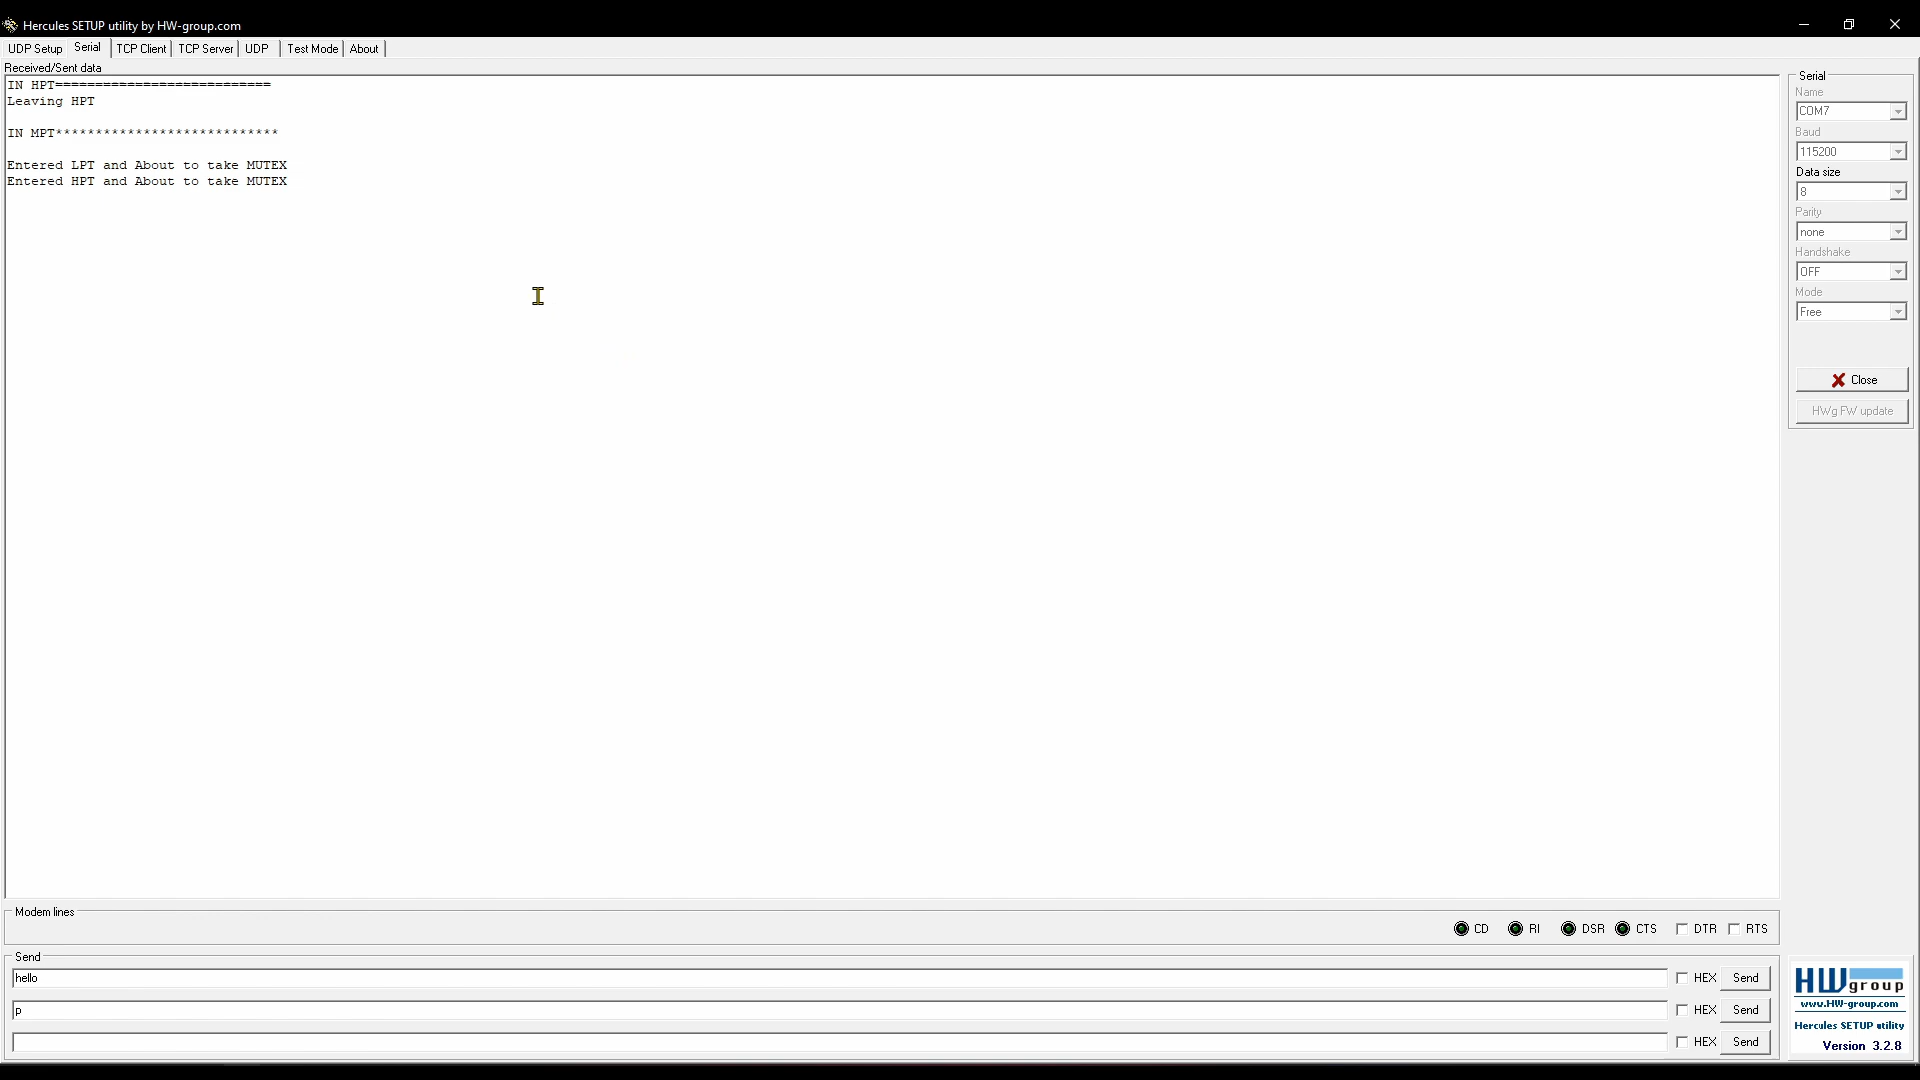 Hercules SETUP utility by HW-group.com
UDP Setup Serial TCP Client TCP Server UDP Test Mode About
Received/Sent data
IN HPT===========================
Leaving HPT
IN MPT****************************
Entered LPT and About to take MUTEX
Entered HPT and About to take MUTEX
Serial
Name
COM7
Baud
115200
Data size
8
Parity
none
Handshake
OFF
Mode
Free
Close
HWg FW update
Modem lines
CD RI DSR CTS DTR RTS
Send
hello HEX Send
p HEX Send
HEX Send
HW group
www.HW-group.com
Hercules SETUP utility
Version 3.2.8